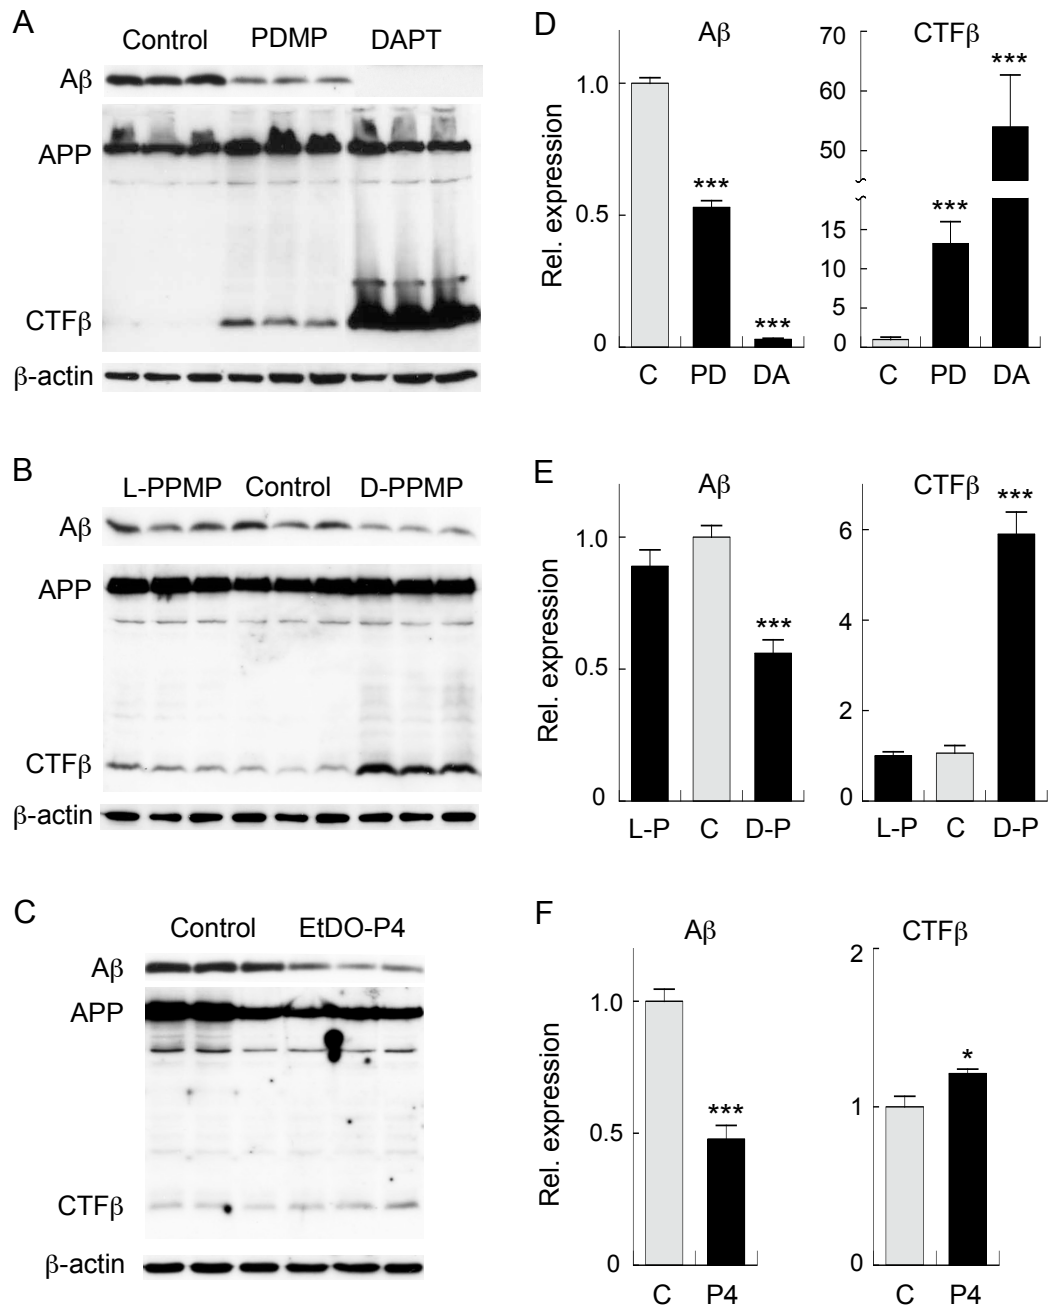 A
Control PDMP DAPT
Aβ
APP
CTFβ
β-actin
D
Aβ
Rel. expression
1.0
0.5
0
***
***
C PD DA
CTFβ
70
60
50
15
10
5
0
***
***
C PD DA
B
L-PPMP Control D-PPMP
Aβ
APP
CTFβ
β-actin
E
Aβ
Rel. expression
1.0
0.5
0
***
L-P C D-P
CTFβ
6
4
2
0
***
L-P C D-P
C
Control EtDO-P4
Aβ
APP
CTFβ
β-actin
F
Aβ
Rel. expression
1.0
0.5
0
***
C P4
CTFβ
2
1
0
*
C P4